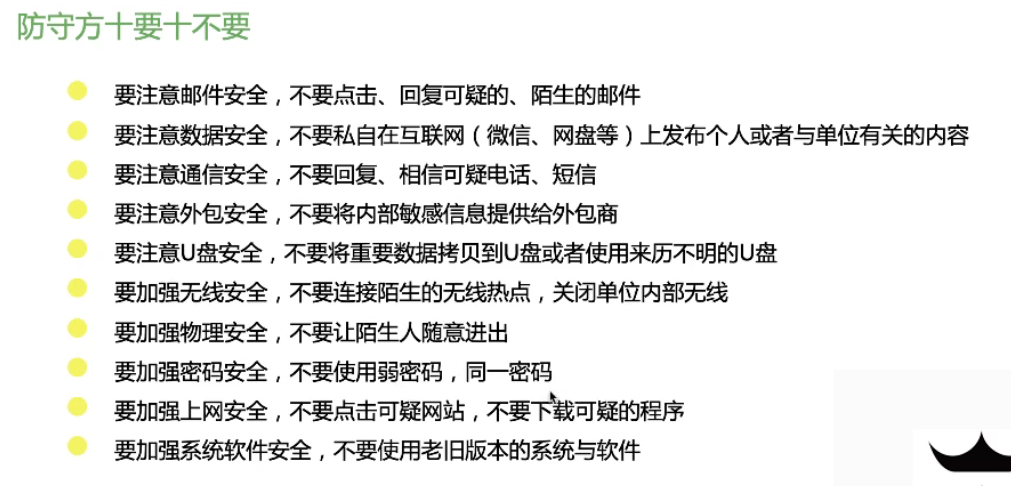 防守方十要十不要
要注意邮件安全，不要点击、回复可疑的、陌生的邮件
要注意数据安全，不要私自在互联网（微信、网盘等）上发布个人或者与单位有关的内容
要注意通信安全，不要回复、相信可疑电话、短信
要注意外包安全，不要将内部敏感信息提供给外包商
要注意U盘安全，不要将重要数据拷贝到U盘或者使用来历不明的U盘
要加强无线安全，不要连接陌生的无线热点，关闭单位内部无线
要加强物理安全，不要让陌生人随意进出
要加强密码安全，不要使用弱密码，同一密码
要加强上网安全，不要点击可疑网站，不要下载可疑的程序
要加强系统软件安全，不要使用老旧版本的系统与软件